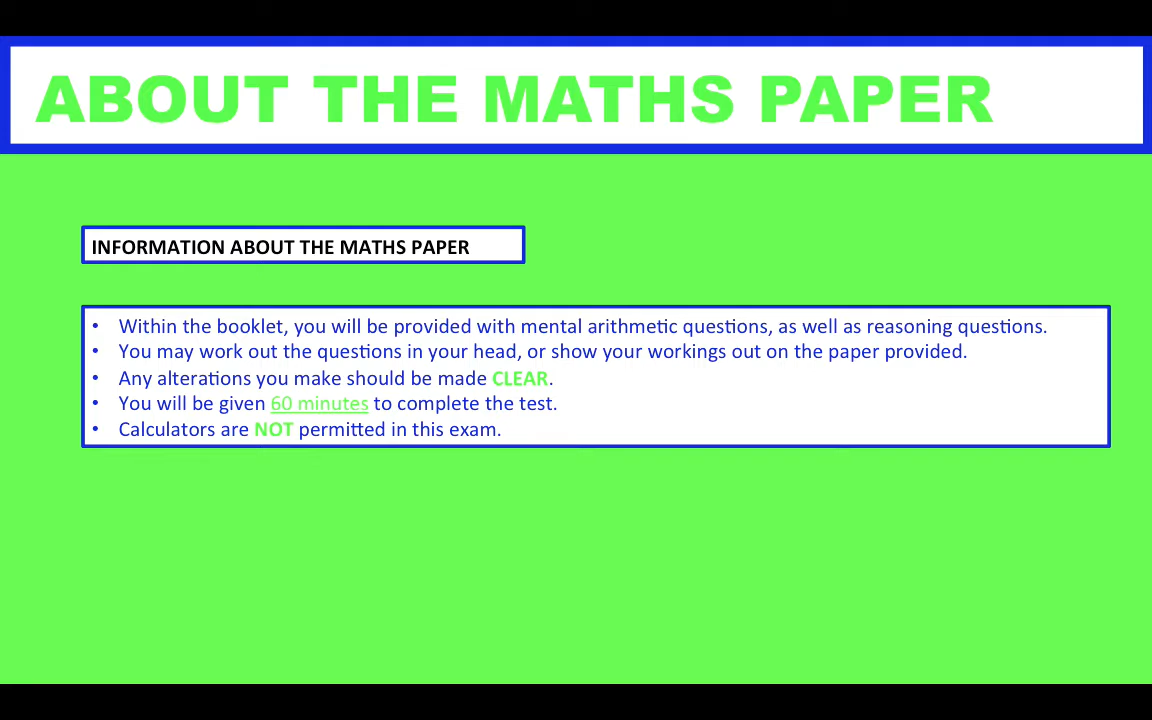 ABOUT THE MATHS PAPER
INFORMATION ABOUT THE MATHS PAPER
• Within the booklet, you will be provided with mental arithmetic questions, as well as reasoning questions.
• You may work out the questions in your head, or show your workings out on the paper provided.
• Any alterations you make should be made CLEAR.
• You will be given 60 minutes to complete the test.
• Calculators are NOT permitted in this exam.